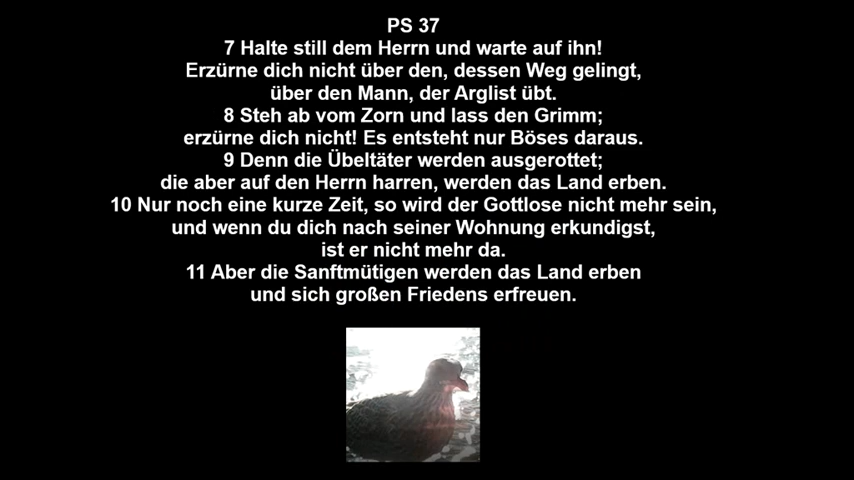 PS 37
7 Halte still dem Herrn und warte auf ihn!
Erzürne dich nicht über den, dessen Weg gelingt,
über den Mann, der Arglist übt.
8 Steh ab vom Zorn und lass den Grimm;
erzürne dich nicht! Es entsteht nur Böses daraus.
9 Denn die Übeltäter werden ausgerottet;
die aber auf den Herrn harren, werden das Land erben.
10 Nur noch eine kurze Zeit, so wird der Gottlose nicht mehr sein,
und wenn du dich nach seiner Wohnung erkundigst,
ist er nicht mehr da.
11 Aber die Sanftmütigen werden das Land erben
und sich großen Friedens erfreuen.